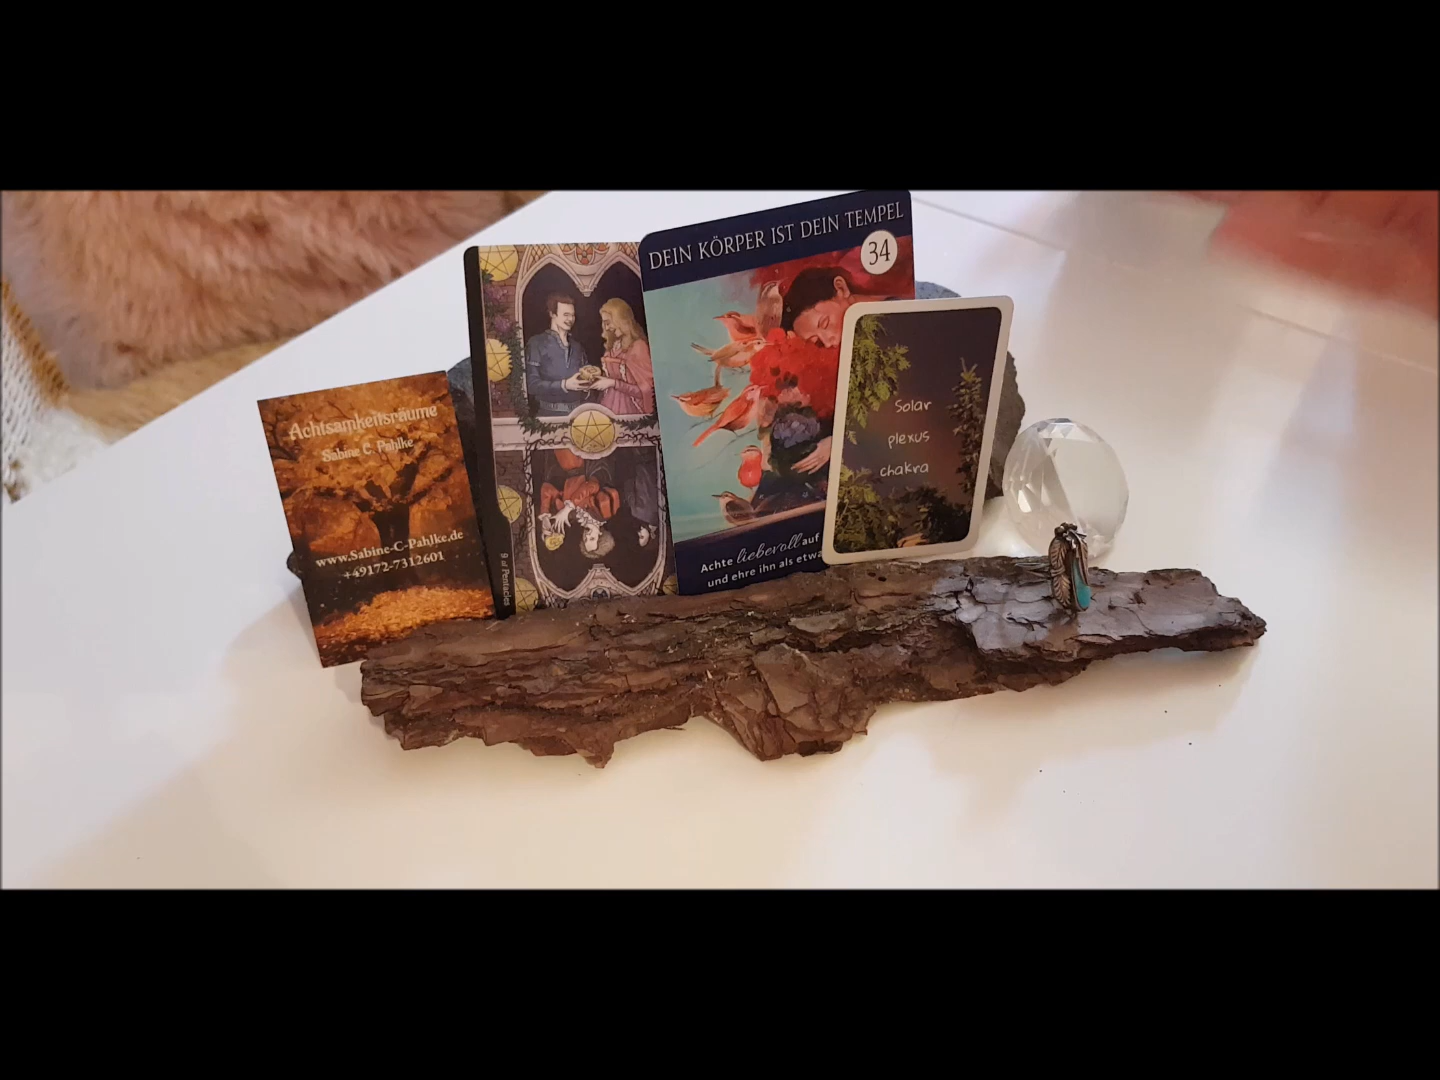 Achtsamkeitsräume
Sabine C. Pahlke
www.Sabine-C-Pahlke.de
+49172-7312601
9 of Pentacles
DEIN KÖRPER IST DEIN TEMPEL
34
Achte liebevoll auf
und ehre ihn als etwa
Solar
plexus
chakra